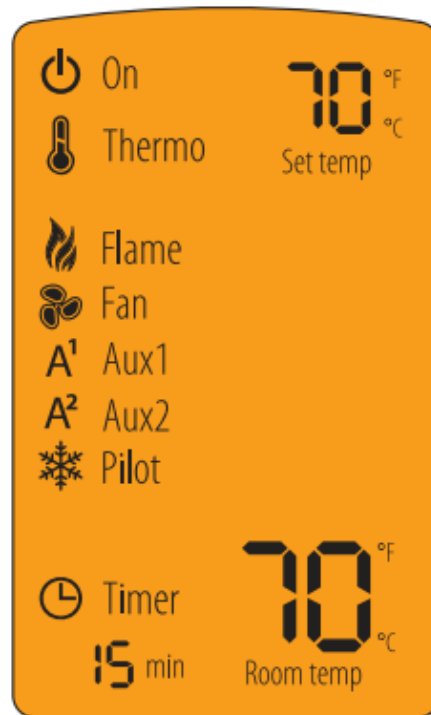 On 70 °F
°C
Thermo Set temp
Flame
Fan
A¹ Aux1
A² Aux2
Pilot
Timer 70 °F
°C
15 min Room temp